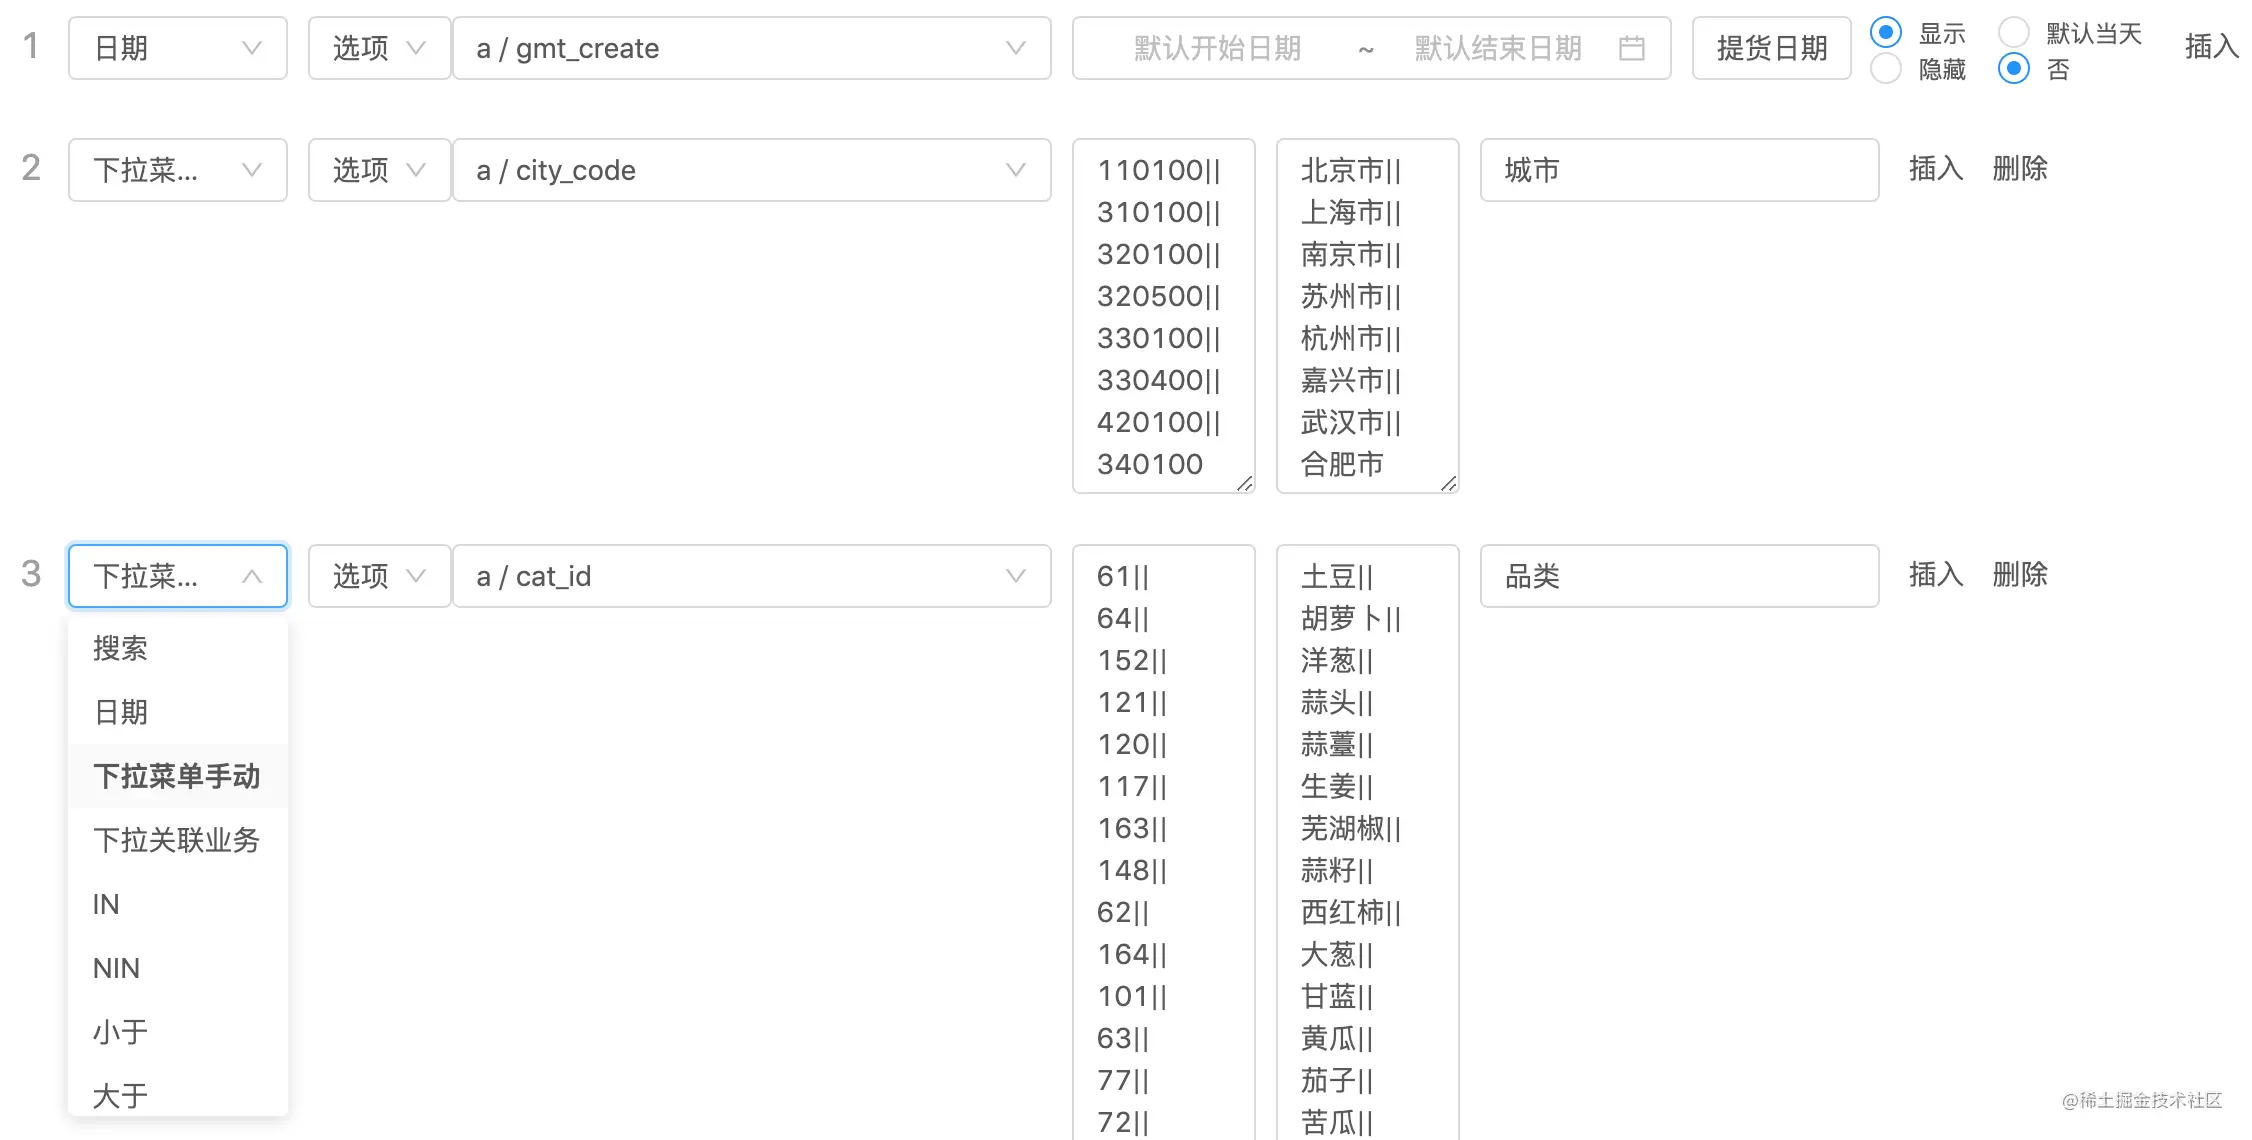 1 日期 选项 a / gmt_create 默认开始日期 ~ 默认结束日期 提货日期 显示 默认当天 插入
隐藏 否
2 下拉菜... 选项 a / city_code 110100|| 北京市|| 城市 插入 删除
310100|| 上海市||
320100|| 南京市||
320500|| 苏州市||
330100|| 杭州市||
330400|| 嘉兴市||
420100|| 武汉市||
340100 合肥市
3 下拉菜... 选项 a / cat_id 61|| 土豆|| 品类 插入 删除
64|| 胡萝卜||
搜索 152|| 洋葱||
日期 121|| 蒜头||
120|| 蒜薹||
下拉菜单手动 117|| 生姜||
下拉关联业务 163|| 芜湖椒||
148|| 蒜籽||
IN 62|| 西红柿||
NIN 164|| 大葱||
101|| 甘蓝||
小于 63|| 黄瓜||
77|| 茄子||
大于 72|| 苦瓜||
@稀土掘金技术社区